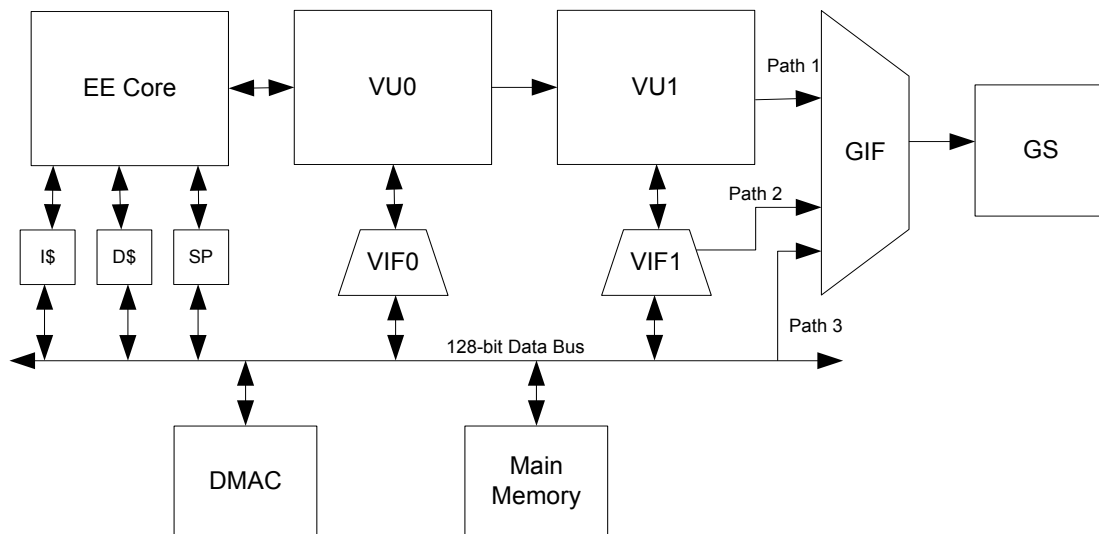 EE Core
VU0
VU1
Path 1
GIF
GS
Path 2
I$
D$
SP
VIF0
VIF1
Path 3
128-bit Data Bus
DMAC
Main
Memory